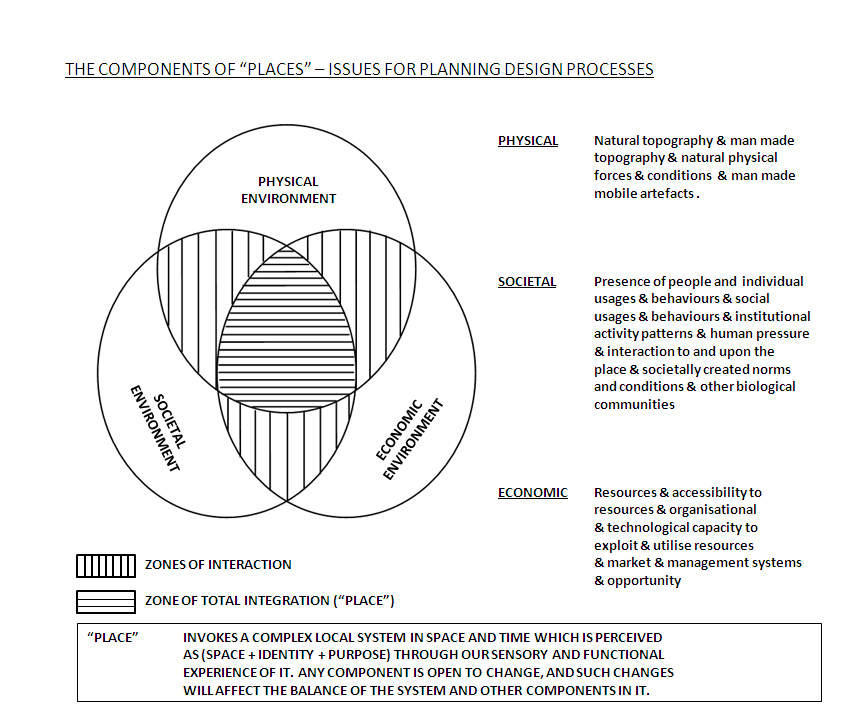 THE COMPONENTS OF “PLACES” – ISSUES FOR PLANNING DESIGN PROCESSES
PHYSICAL
ENVIRONMENT
SOCIETAL
ENVIRONMENT
ECONOMIC
ENVIRONMENT
PHYSICAL
Natural topography & man made
topography & natural physical
forces & conditions & man made
mobile artefacts .
SOCIETAL
Presence of people and individual
usages & behaviours & social
usages & behaviours & institutional
activity patterns & human pressure
& interaction to and upon the
place & societally created norms
and conditions & other biological
communities
ECONOMIC
Resources & accessibility to
resources & organisational
& technological capacity to
exploit & utilise resources
& market & management systems
& opportunity
ZONES OF INTERACTION
ZONE OF TOTAL INTEGRATION (“PLACE”)
“PLACE” INVOKES A COMPLEX LOCAL SYSTEM IN SPACE AND TIME WHICH IS PERCEIVED
AS (SPACE + IDENTITY + PURPOSE) THROUGH OUR SENSORY AND FUNCTIONAL
EXPERIENCE OF IT. ANY COMPONENT IS OPEN TO CHANGE, AND SUCH CHANGES
WILL AFFECT THE BALANCE OF THE SYSTEM AND OTHER COMPONENTS IN IT.